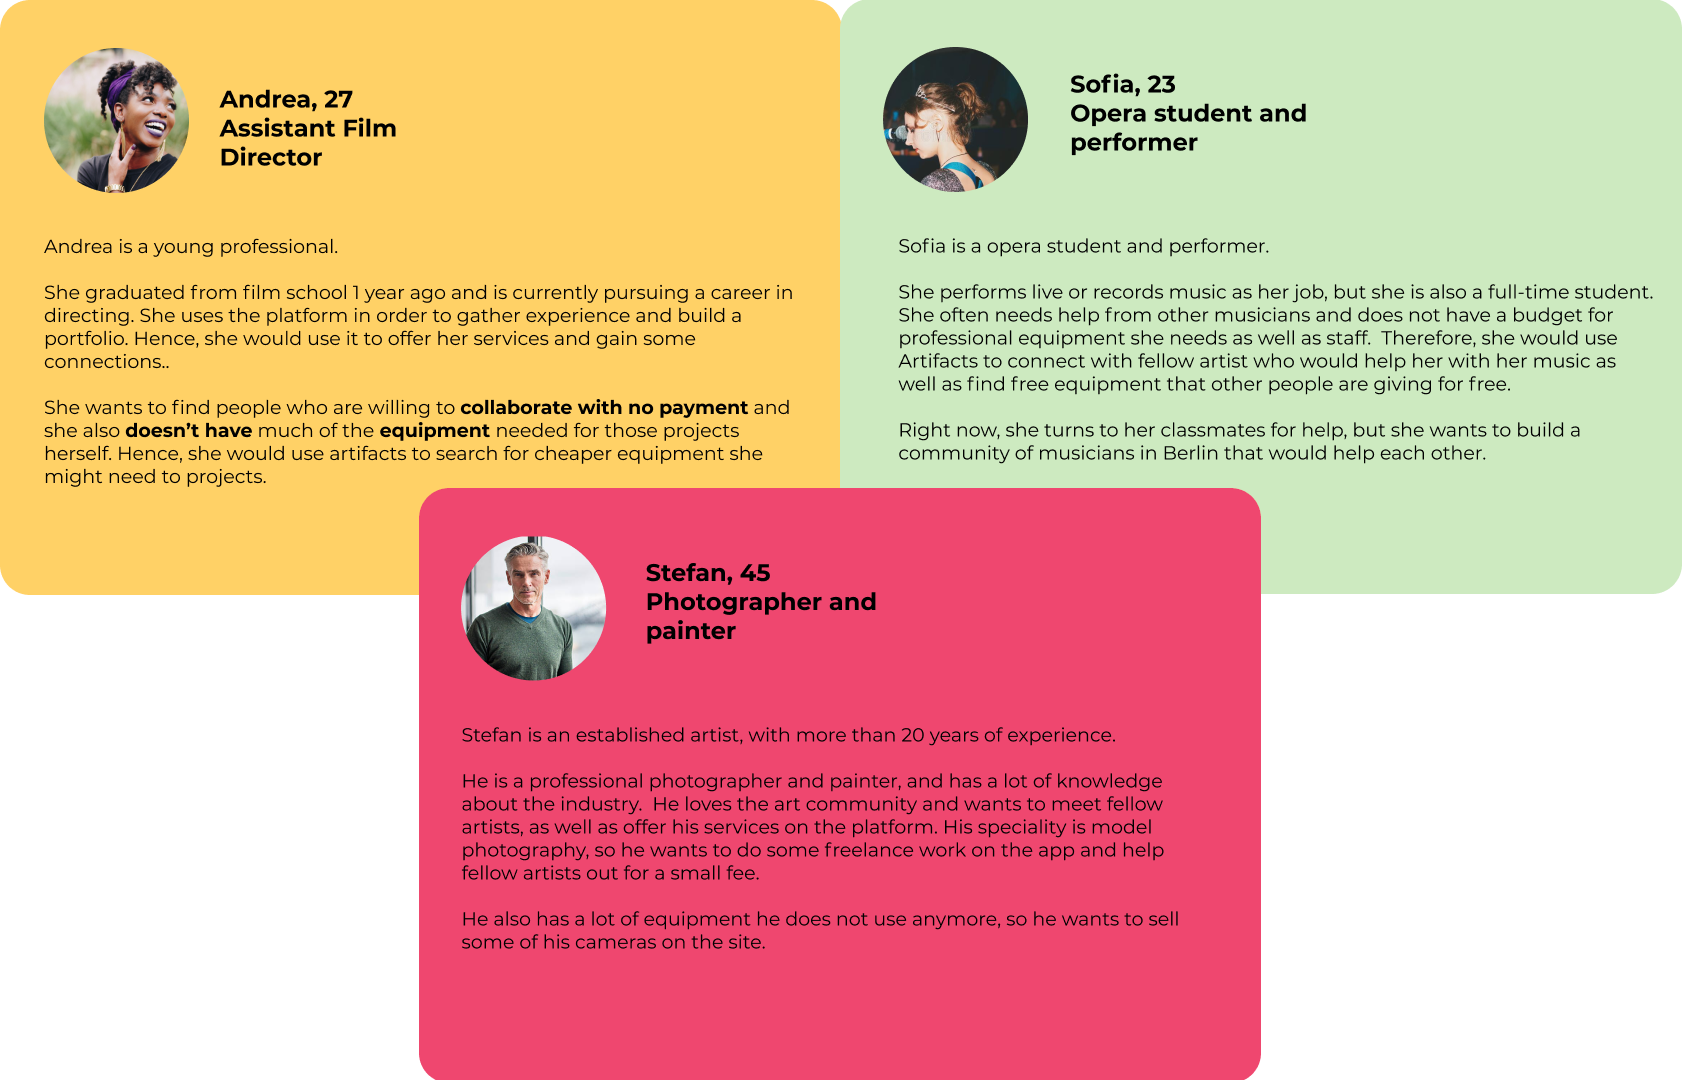 Andrea, 27
Assistant Film
Director
Andrea is a young professional.
She graduated from film school 1 year ago and is currently pursuing a career in
directing. She uses the platform in order to gather experience and build a
portfolio. Hence, she would use it to offer her services and gain some
connections..
She wants to find people who are willing to collaborate with no payment and
she also doesn’t have much of the equipment needed for those projects
herself. Hence, she would use artifacts to search for cheaper equipment she
might need to projects.
Sofia, 23
Opera student and
performer
Sofia is a opera student and performer.
She performs live or records music as her job, but she is also a full-time student.
She often needs help from other musicians and does not have a budget for
professional equipment she needs as well as staff.  Therefore, she would use
Artifacts to connect with fellow artist who would help her with her music as
well as find free equipment that other people are giving for free.
Right now, she turns to her classmates for help, but she wants to build a
community of musicians in Berlin that would help each other.
Stefan, 45
Photographer and
painter
Stefan is an established artist, with more than 20 years of experience.
He is a professional photographer and painter, and has a lot of knowledge
about the industry.  He loves the art community and wants to meet fellow
artists, as well as offer his services on the platform. His speciality is model
photography, so he wants to do some freelance work on the app and help
fellow artists out for a small fee.
He also has a lot of equipment he does not use anymore, so he wants to sell
some of his cameras on the site.